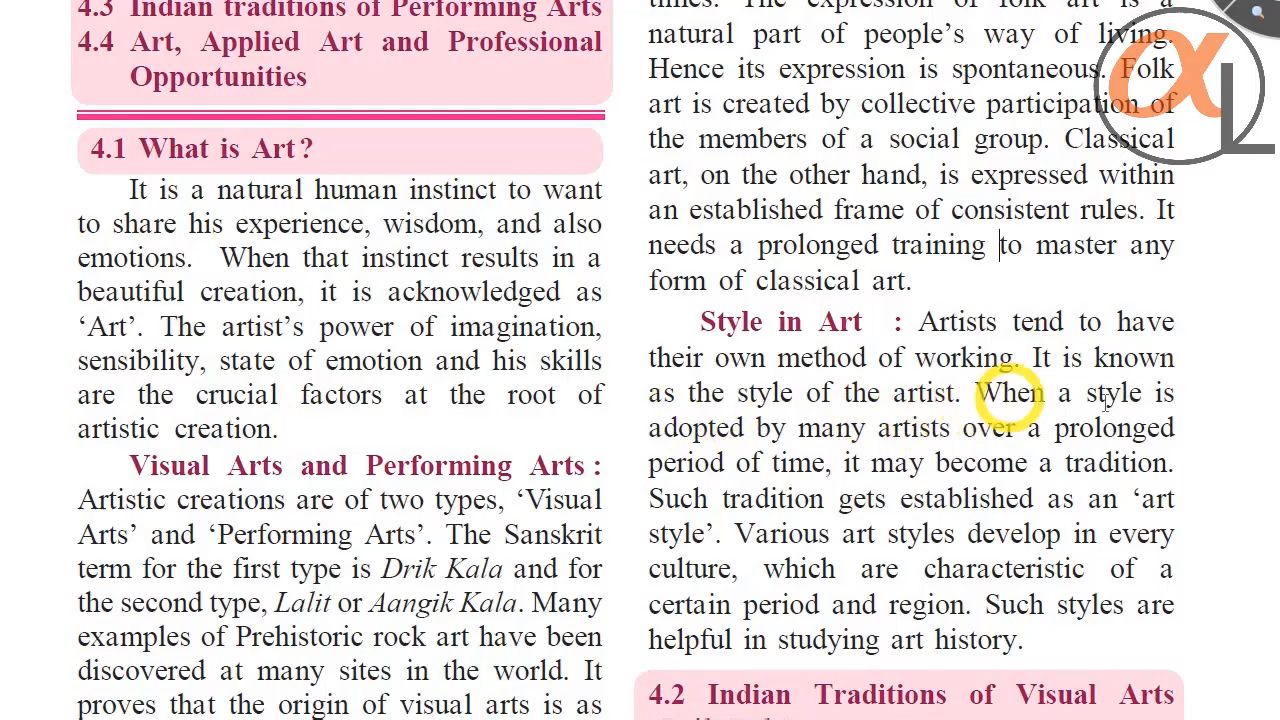 4.3 Indian traditions of Performing Arts
4.4 Art, Applied Art and Professional
Opportunities
4.1 What is Art?
It is a natural human instinct to want
to share his experience, wisdom, and also
emotions. When that instinct results in a
beautiful creation, it is acknowledged as
‘Art’. The artist’s power of imagination,
sensibility, state of emotion and his skills
are the crucial factors at the root of
artistic creation.
Visual Arts and Performing Arts :
Artistic creations are of two types, ‘Visual
Arts’ and ‘Performing Arts’. The Sanskrit
term for the first type is Drik Kala and for
the second type, Lalit or Aangik Kala. Many
examples of Prehistoric rock art have been
discovered at many sites in the world. It
proves that the origin of visual arts is as
times. The expression of folk art is a
natural part of people’s way of living.
Hence its expression is spontaneous. Folk
art is created by collective participation of
the members of a social group. Classical
art, on the other hand, is expressed within
an established frame of consistent rules. It
needs a prolonged training to master any
form of classical art.
Style in Art : Artists tend to have
their own method of working. It is known
as the style of the artist. When a style is
adopted by many artists over a prolonged
period of time, it may become a tradition.
Such tradition gets established as an ‘art
style’. Various art styles develop in every
culture, which are characteristic of a
certain period and region. Such styles are
helpful in studying art history.
4.2 Indian Traditions of Visual Arts
αL